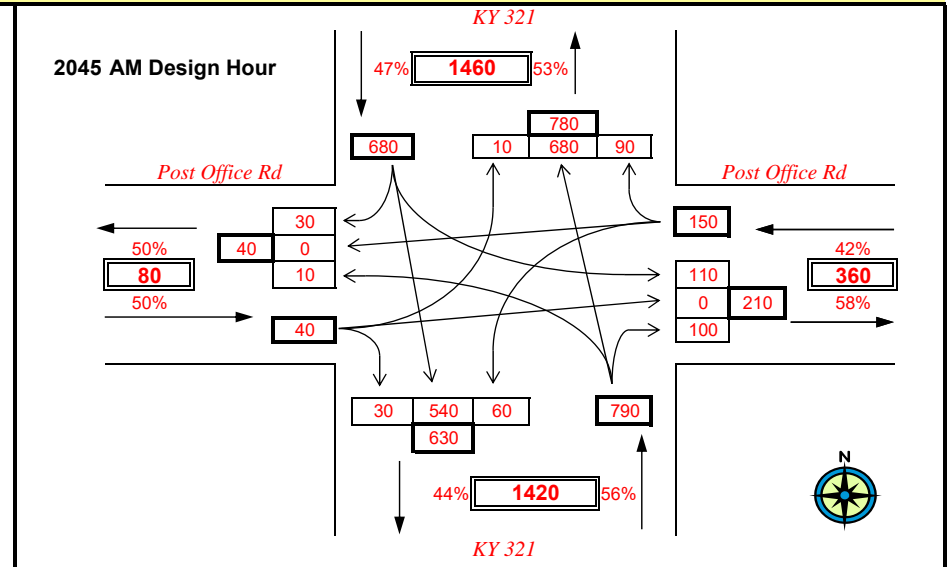 KY 321
2045 AM Design Hour
47% 1460 53%
780
680 10 680 90
Post Office Rd Post Office Rd
30 150
50% 40 0 42%
80 10 110 360
50% 0 210 58%
40 100
30 540 60 790
630
44% 1420 56%
N
KY 321